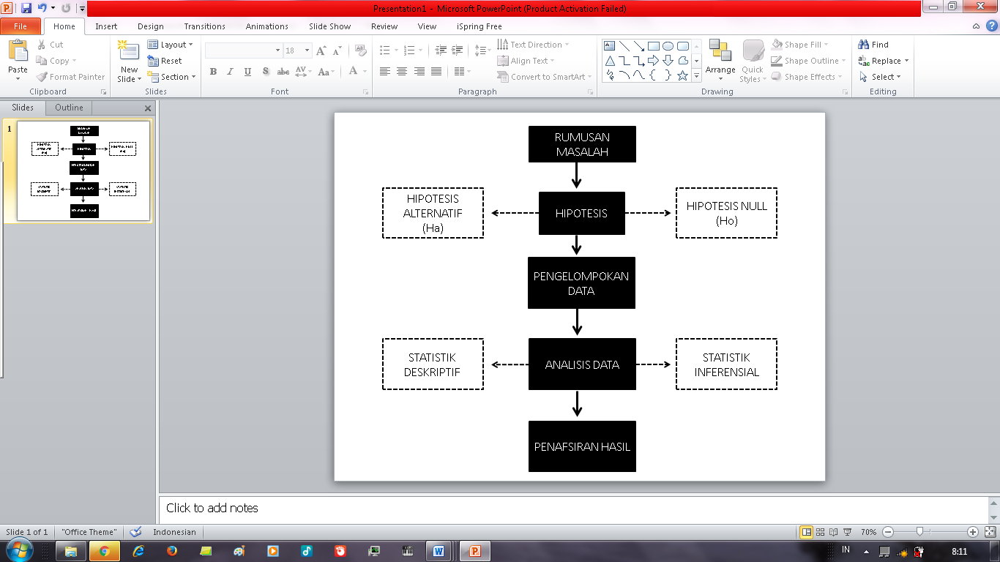 Presentation1 - Microsoft PowerPoint (Product Activation Failed)
File Home Insert Design Transitions Animations Slide Show Review View iSpring Free
Paste
Cut
Copy
Format Painter
Clipboard
New
Slide
Layout
Reset
Section
Slides
18
B I U S abc AV Aa A
Font
Text Direction
Align Text
Convert to SmartArt
Paragraph
Arrange
Quick
Styles
Shape Fill
Shape Outline
Shape Effects
Drawing
Find
Replace
Select
Editing
Slides Outline
1
RUMUSAN
MASALAH
HIPOTESIS
ALTERNATIF
(Ha)
HIPOTESIS
HIPOTESIS NULL
(Ho)
PENGELOMPOKAN
DATA
STATISTIK
DESKRIPTIF
ANALISIS DATA
STATISTIK
INFERENSIAL
PENAFSIRAN HASIL
Click to add notes
Slide 1 of 1 "Office Theme" Indonesian 70%
IN 8:11